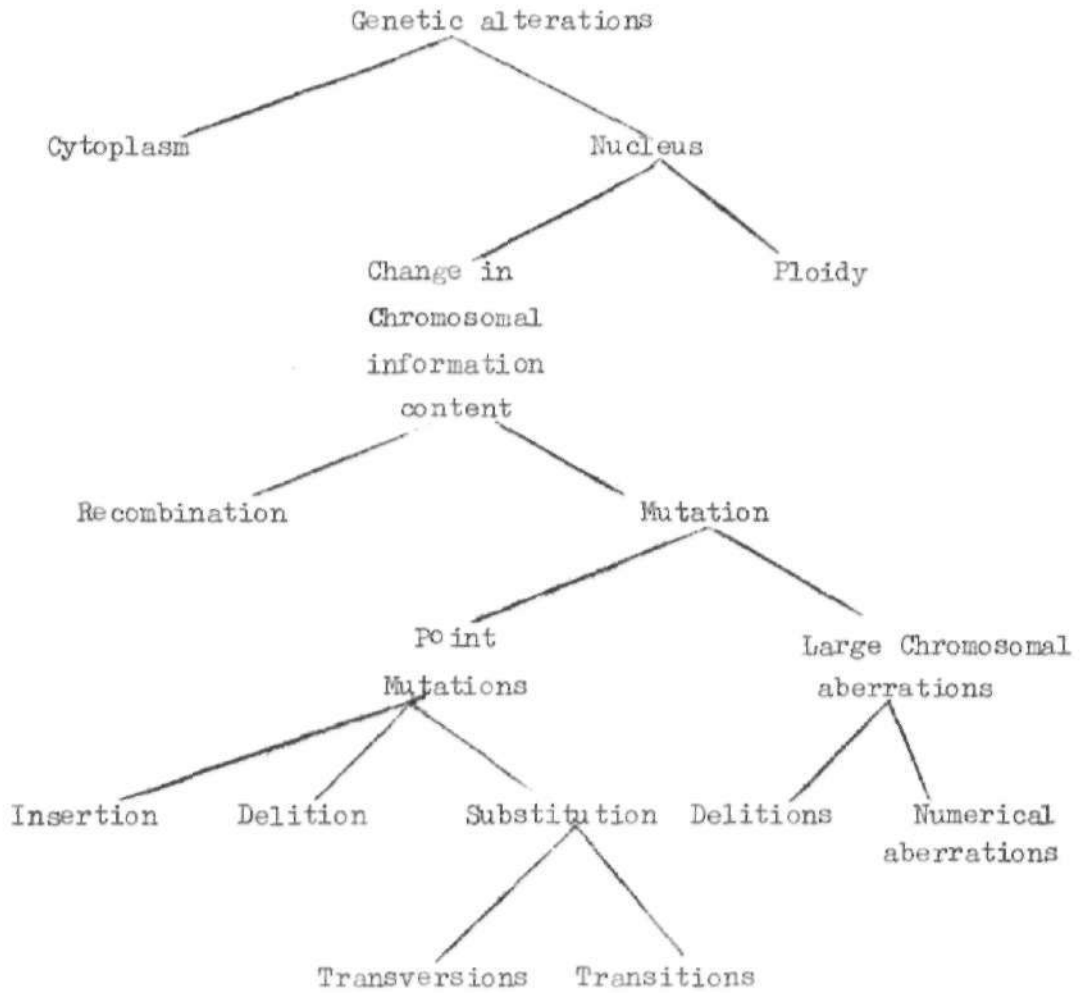 Genetic alterations
Cytoplasm
Nucleus
Change in
Chromosomal
information
content
Ploidy
Recombination
Mutation
Point
Mutations
Large Chromosomal
aberrations
Insertion
Delition
Substitution
Delitions
Numerical
aberrations
Transversions
Transitions